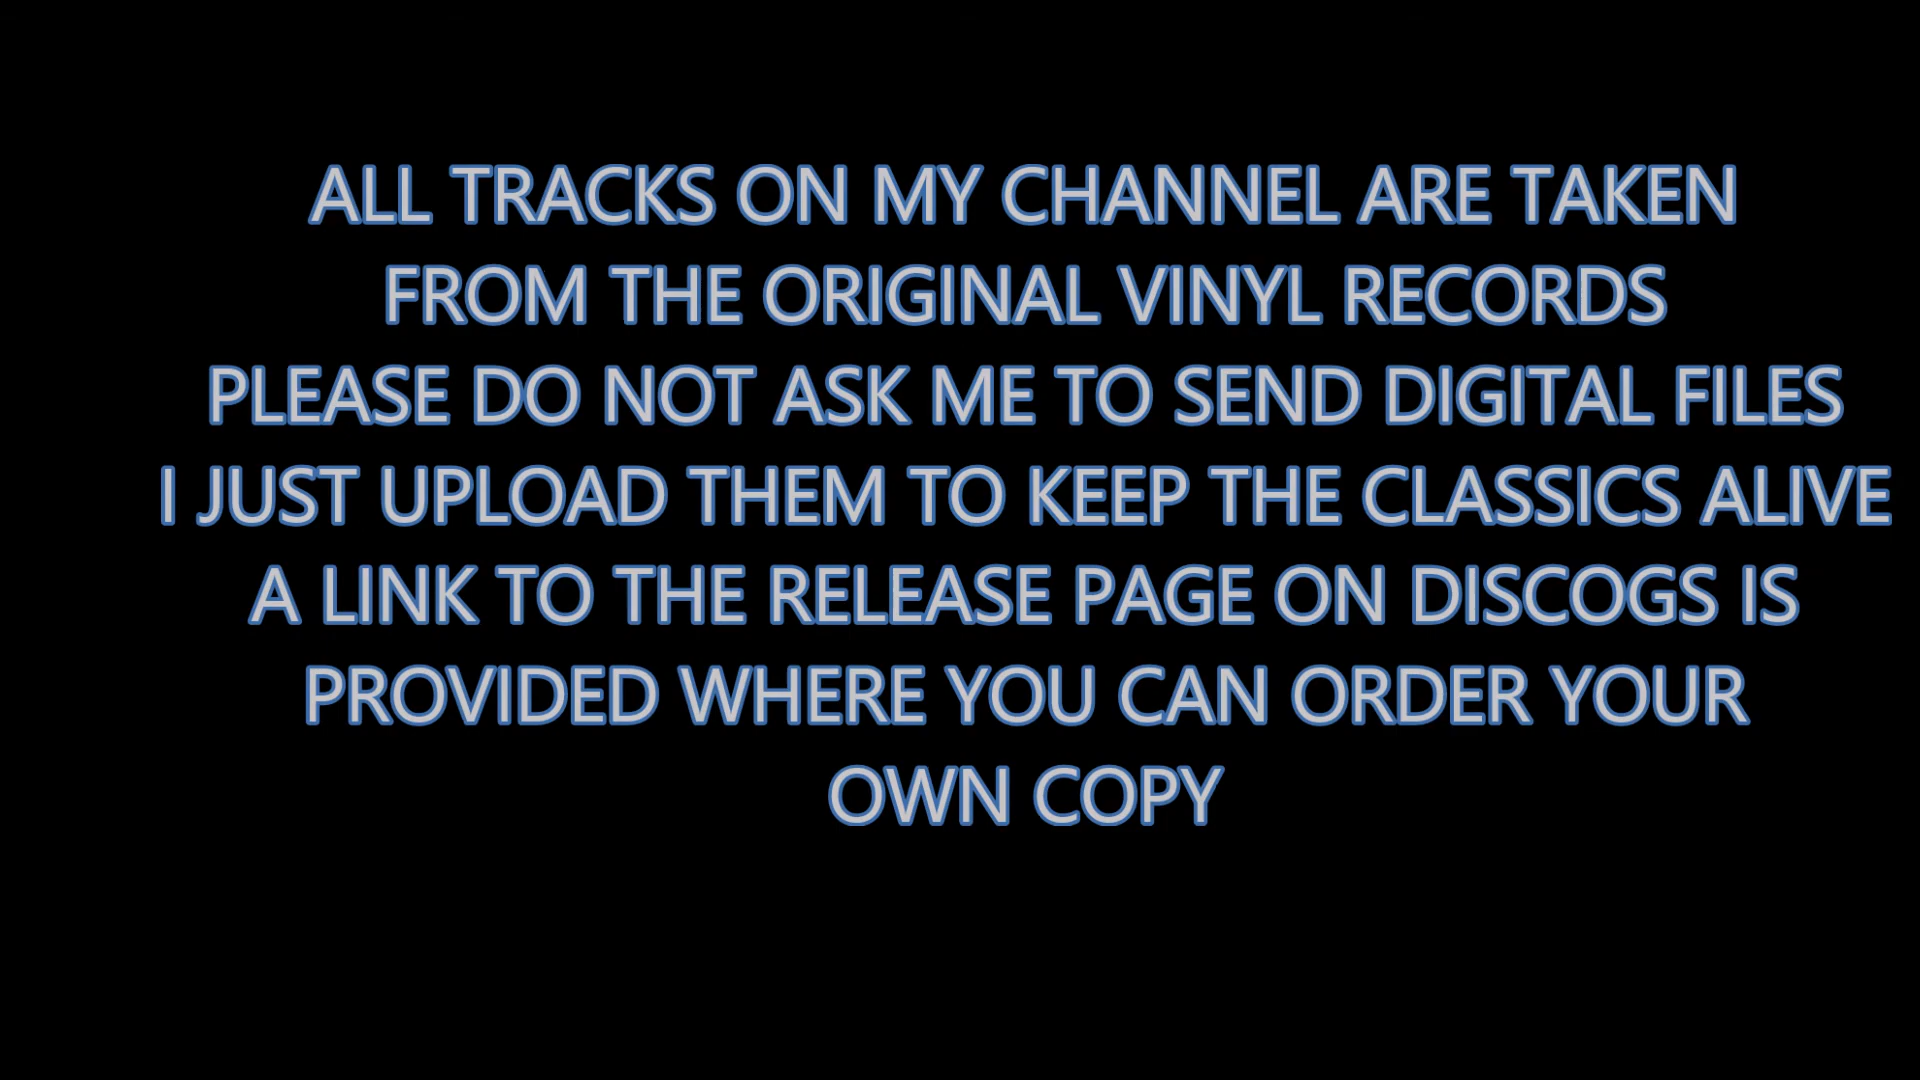 ALL TRACKS ON MY CHANNEL ARE TAKEN
FROM THE ORIGINAL VINYL RECORDS
PLEASE DO NOT ASK ME TO SEND DIGITAL FILES
I JUST UPLOAD THEM TO KEEP THE CLASSICS ALIVE
A LINK TO THE RELEASE PAGE ON DISCOGS IS
PROVIDED WHERE YOU CAN ORDER YOUR
OWN COPY